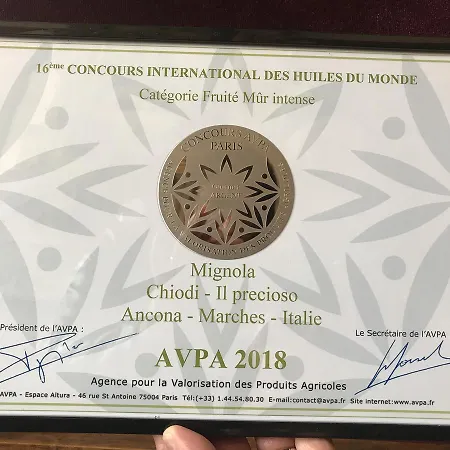 16ème CONCOURS INTERNATIONAL DES HUILES DU MONDE
Catégorie Fruité Mûr intense
CONCOURS AVPA
PARIS
Mignola
Chiodi - Il precioso
Ancona - Marches - Italie
Président de l'AVPA :
Le Secrétaire de l'AVPA
AVPA 2018
Agence pour la Valorisation des Produits Agricoles
AVPA - Espace Altura - 46 rue St Antoine 75004 Paris Tél:(+33) 1.44.54.80.30 E-mail:contact@avpa.fr Site internet:www.avpa.fr